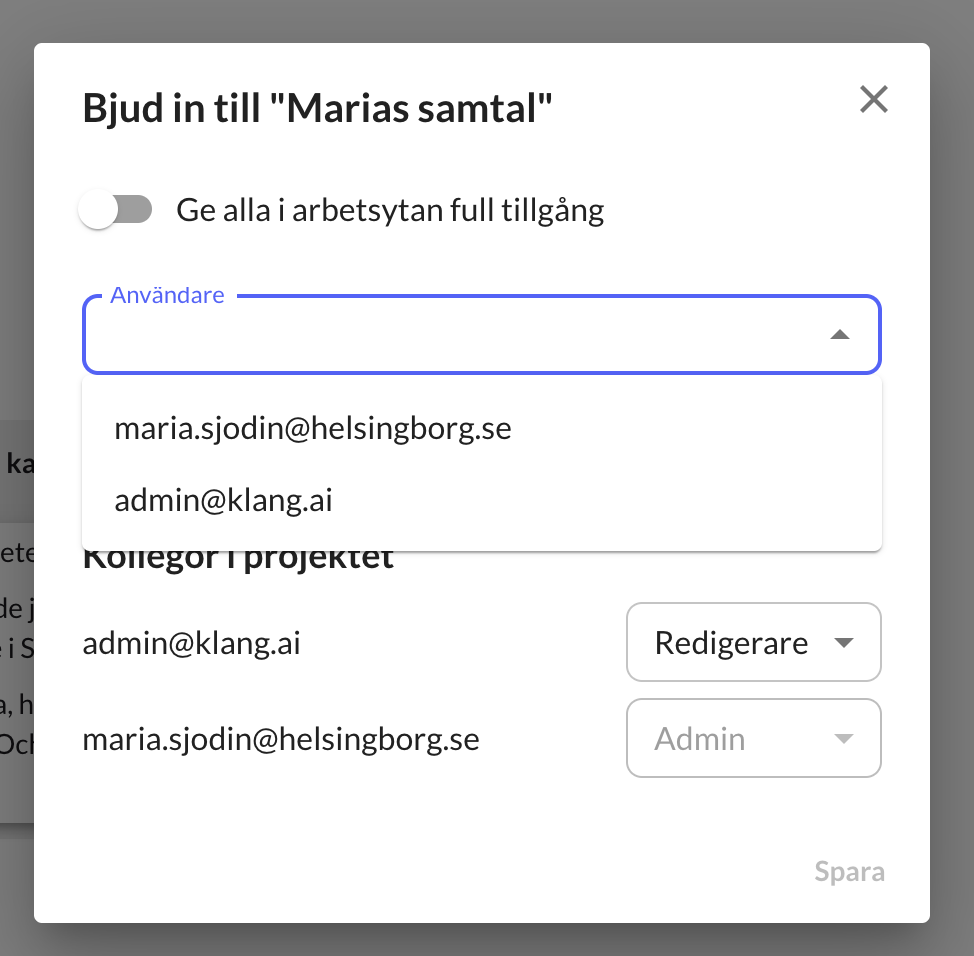 Bjud in till "Marias samtal"
Ge alla i arbetsytan full tillgång
Användare
maria.sjodin@helsingborg.se
admin@klang.ai
Kollegor i projektet
admin@klang.ai
Redigerare
maria.sjodin@helsingborg.se
Admin
Spara